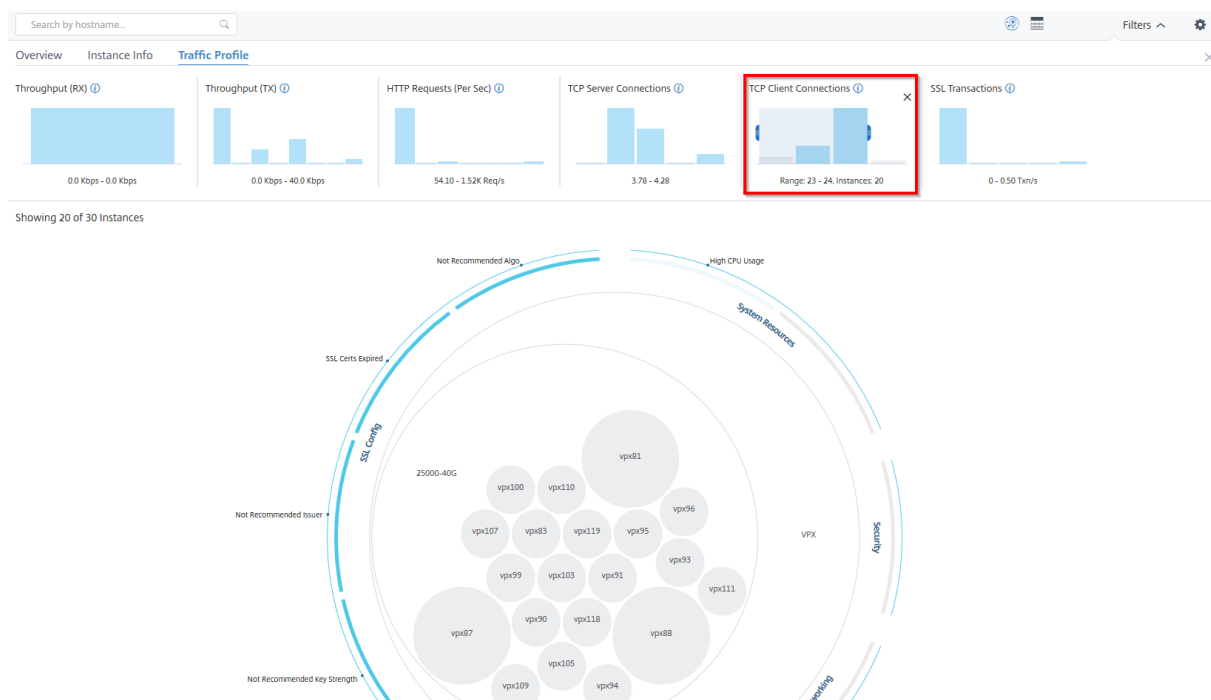 Search by hostname...
Filters
Overview Instance Info Traffic Profile
Throughput (RX)
Throughput (TX)
HTTP Requests (Per Sec)
TCP Server Connections
TCP Client Connections
SSL Transactions
0.0 Kbps - 0.0 Kbps
0.0 Kbps - 40.0 Kbps
54.10 - 1.52K Req/s
3.78 - 4.28
Range: 23 - 24, Instances: 20
0 - 0.50 Txn/s
Showing 20 of 30 Instances
Not Recommended Algo
High CPU Usage
System Resources
SSL Certs Expired
SSL Config
vpx81
25000-40G
vpx100
vpx110
vpx96
Not Recommended Issuer
vpx107
vpx83
vpx119
vpx95
VPX
Security
vpx93
vpx99
vpx103
vpx91
vpx111
vpx90
vpx118
vpx87
vpx88
vpx105
Not Recommended Key Strength
vpx109
vpx94